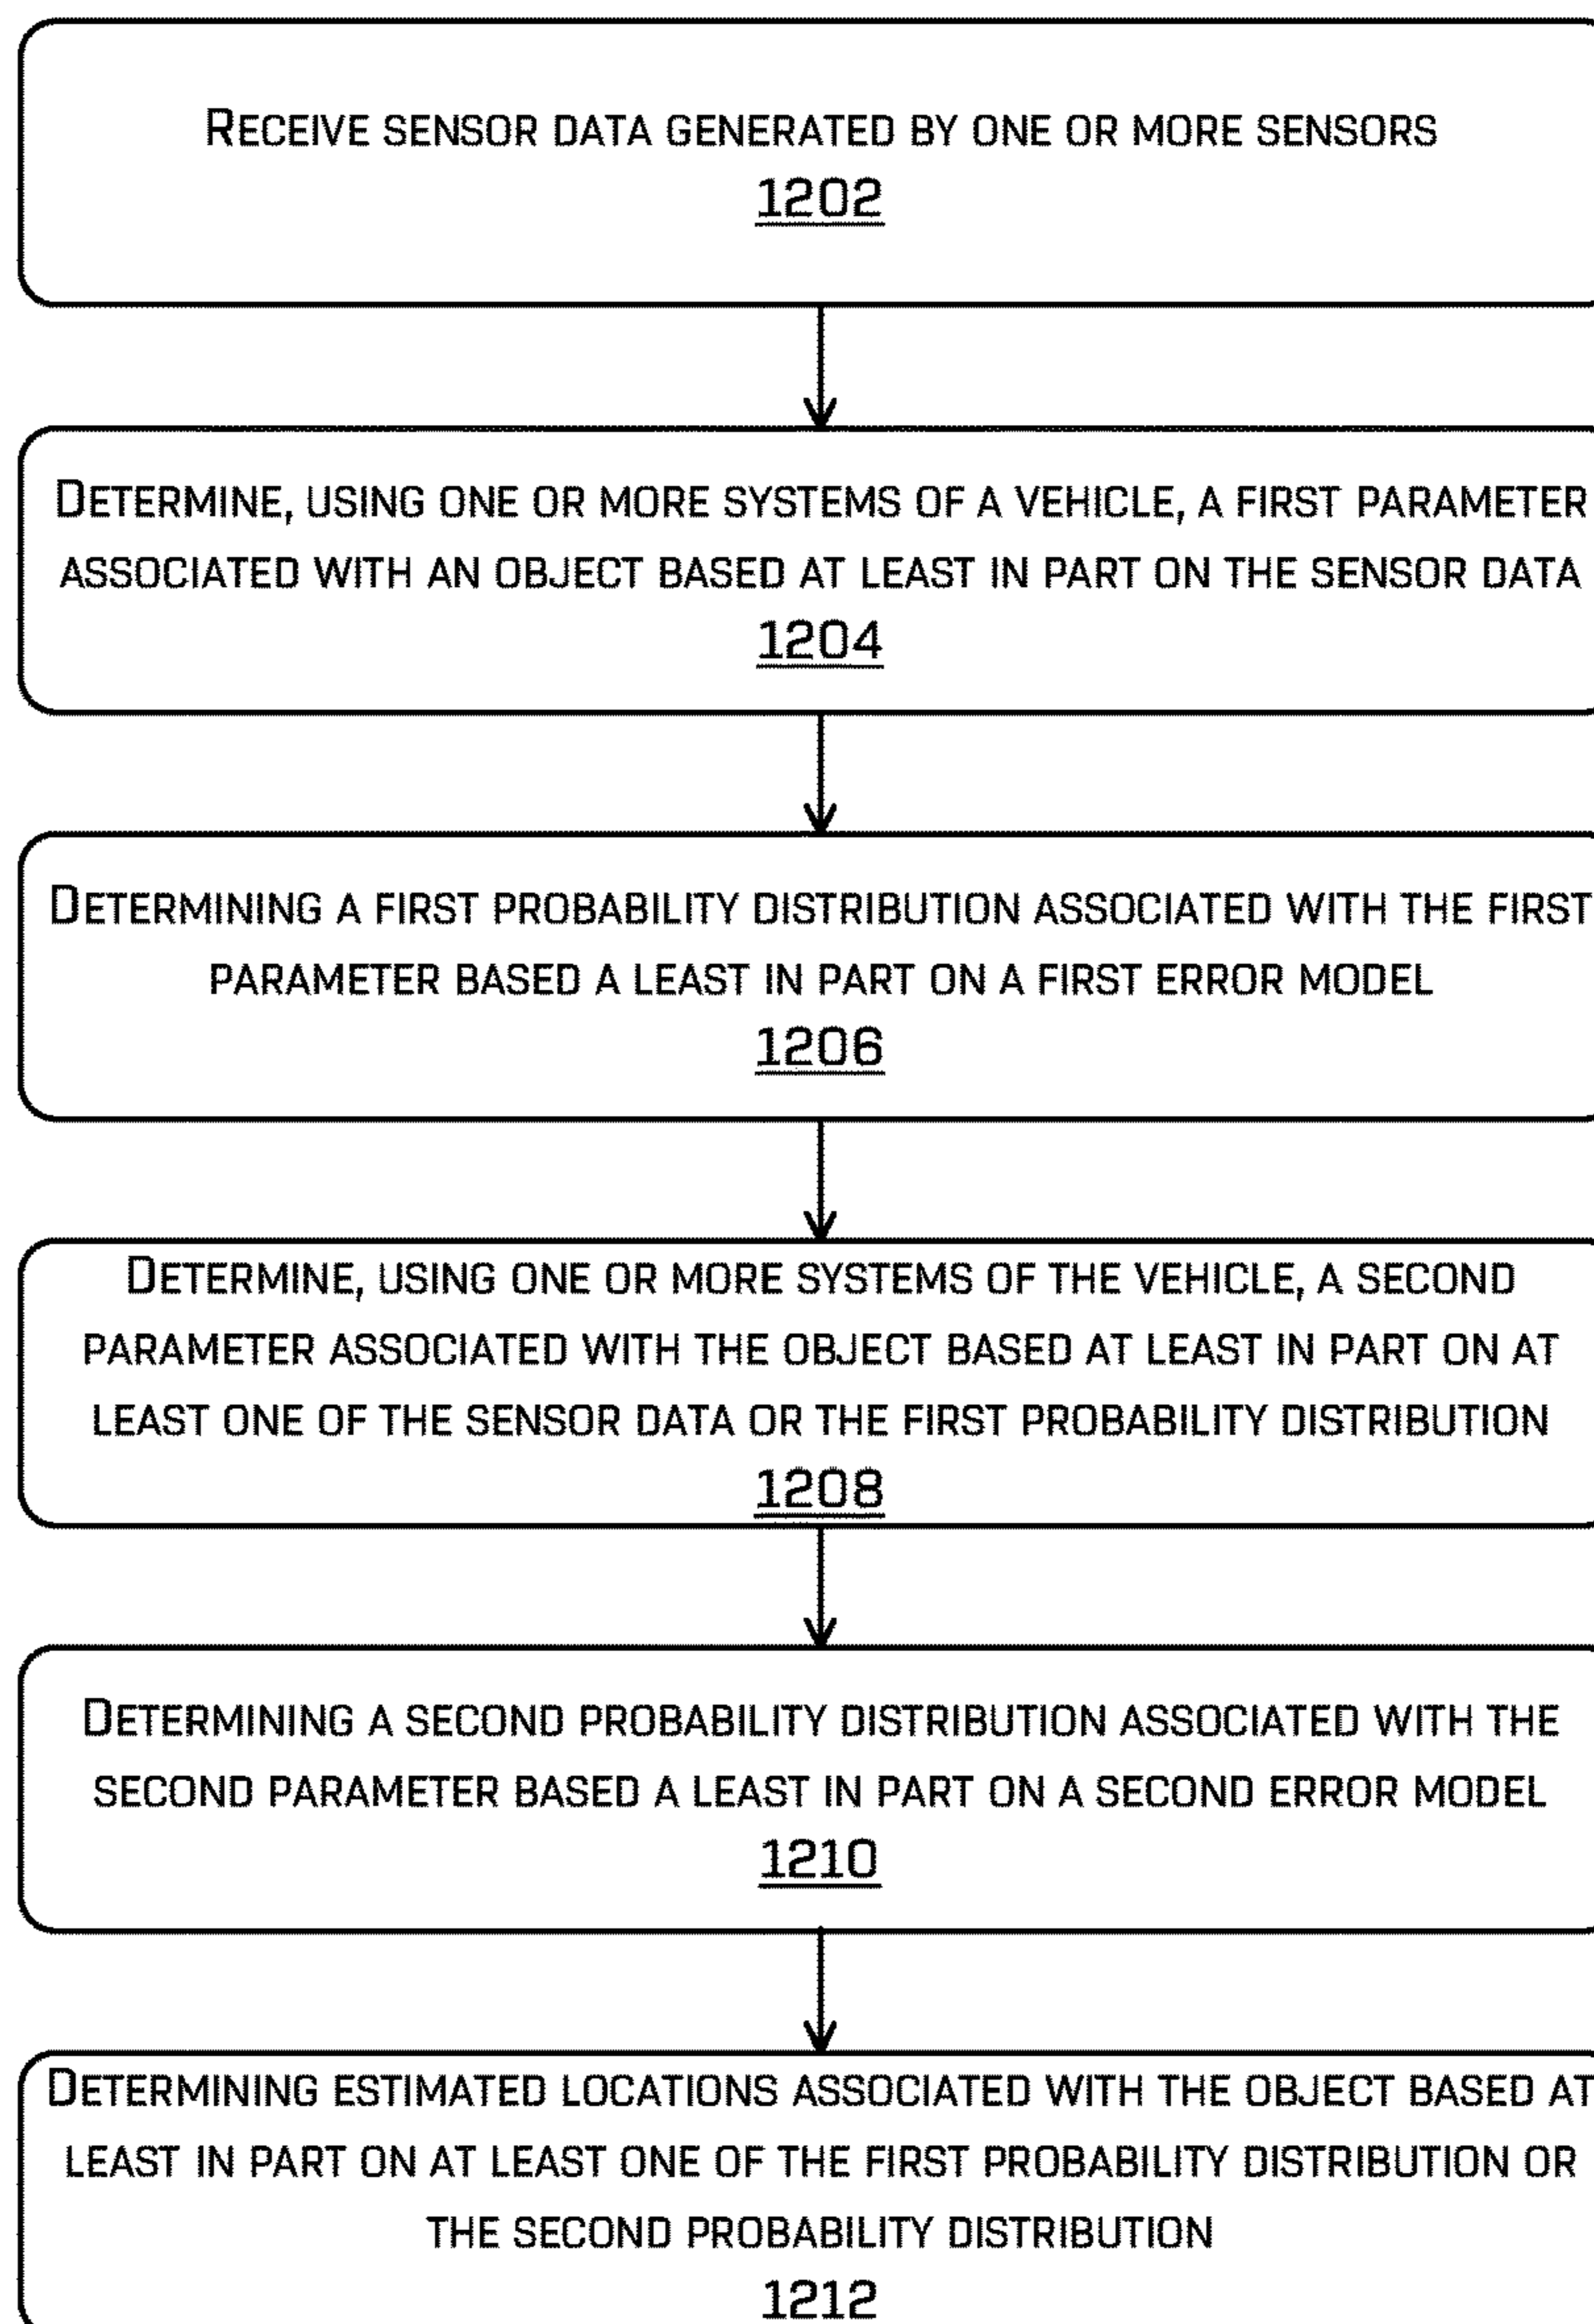 RECEIVE SENSOR DATA GENERATED BY ONE OR MORE SENSORS
1202
DETERMINE, USING ONE OR MORE SYSTEMS OF A VEHICLE, A FIRST PARAMETER
ASSOCIATED WITH AN OBJECT BASED AT LEAST IN PART ON THE SENSOR DATA
1204
DETERMINING A FIRST PROBABILITY DISTRIBUTION ASSOCIATED WITH THE FIRST
PARAMETER BASED A LEAST IN PART ON A FIRST ERROR MODEL
1206
DETERMINE, USING ONE OR MORE SYSTEMS OF THE VEHICLE, A SECOND
PARAMETER ASSOCIATED WITH THE OBJECT BASED AT LEAST IN PART ON AT
LEAST ONE OF THE SENSOR DATA OR THE FIRST PROBABILITY DISTRIBUTION
1208
DETERMINING A SECOND PROBABILITY DISTRIBUTION ASSOCIATED WITH THE
SECOND PARAMETER BASED A LEAST IN PART ON A SECOND ERROR MODEL
1210
DETERMINING ESTIMATED LOCATIONS ASSOCIATED WITH THE OBJECT BASED AT
LEAST IN PART ON AT LEAST ONE OF THE FIRST PROBABILITY DISTRIBUTION OR
THE SECOND PROBABILITY DISTRIBUTION
1212